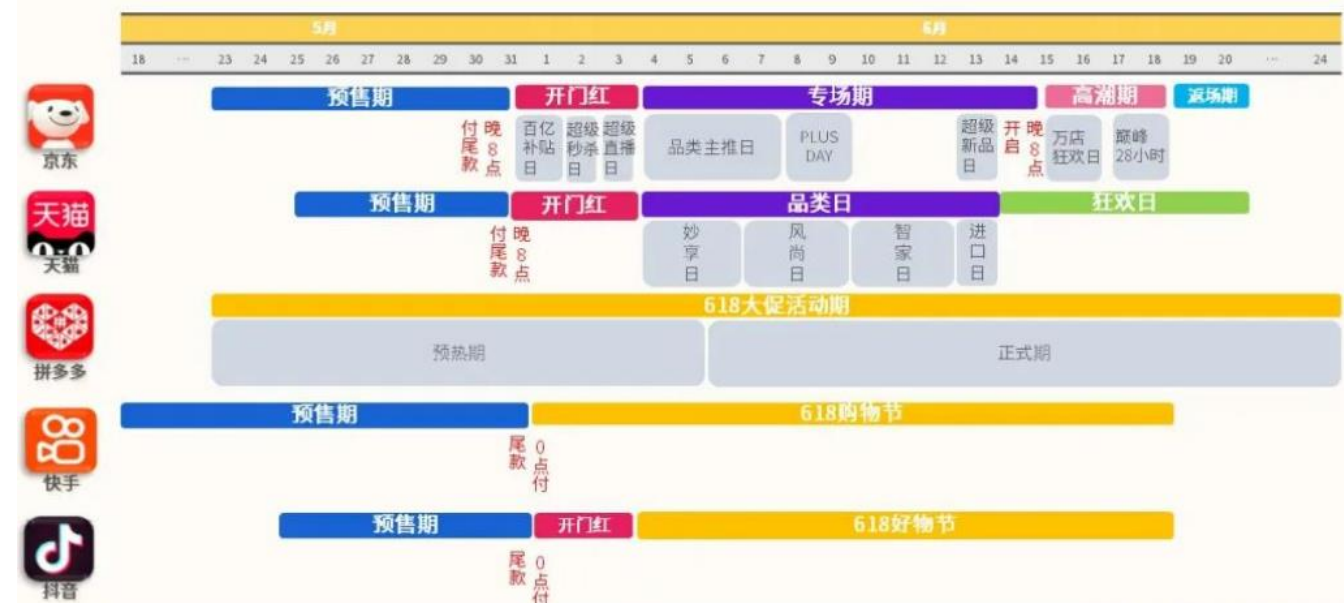 5月 6月
18 ... 23 24 25 26 27 28 29 30 31 1 2 3 4 5 6 7 8 9 10 11 12 13 14 15 16 17 18 19 20 ... 24
京东
预售期 开门红 专场期 高潮期 返场期
晚8点付尾款
百亿补贴日
超级秒杀日
超级直播日
品类主推日
PLUS DAY
超级新品日
晚8点开启
万店狂欢日
巅峰28小时
天猫
天猫
预售期 开门红 品类日 狂欢日
晚8点付尾款
妙享日
风尚日
智家日
进口日
拼
拼多多
618大促活动期
预热期 正式期
快手
预售期 618购物节
0点付尾款
抖音
预售期 开门红 618好物节
0点付尾款